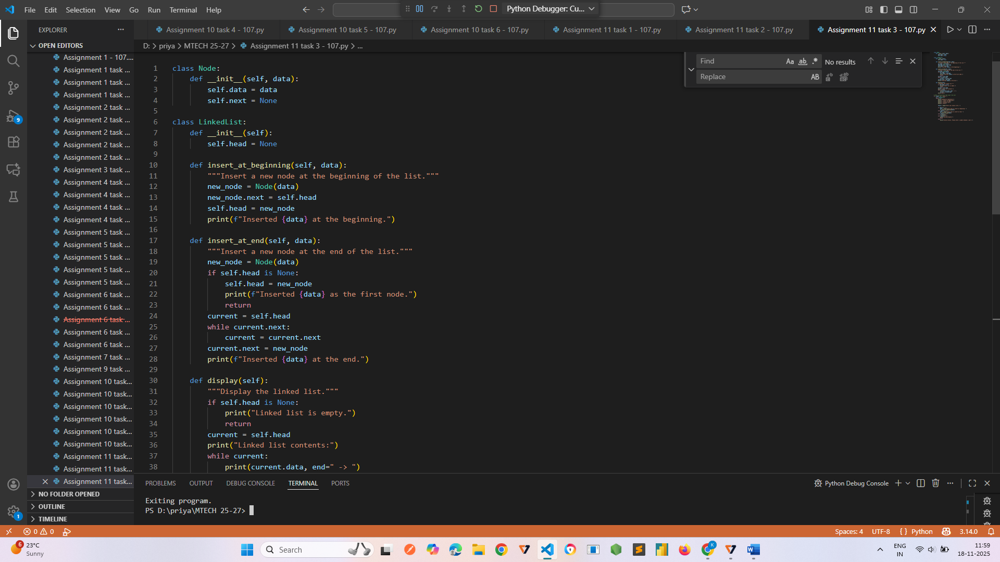 File Edit Selection View Go Run Terminal Help
Python Debugger: Cu...
EXPLORER
OPEN EDITORS
Assignment 1 - 107....
Assignment 1 task ...
Assignment 1 task ...
Assignment 1 task ...
Assignment 2 task ...
Assignment 2 task ...
Assignment 2 task ...
Assignment 2 task ...
Assignment 2 task ...
Assignment 3 task ...
Assignment 4 task ...
Assignment 4 task ...
Assignment 4 task ...
Assignment 4 task ...
Assignment 5 task ...
Assignment 5 task ...
Assignment 5 task ...
Assignment 5 task ...
Assignment 5 task ...
Assignment 6 task ...
Assignment 6 task ...
Assignment 6 task ...
Assignment 6 task ...
Assignment 6 task ...
Assignment 7 task ...
Assignment 9 task ...
Assignment 10 task...
Assignment 10 task...
Assignment 10 task...
Assignment 10 task...
Assignment 10 task...
Assignment 10 task...
Assignment 11 task...
Assignment 11 task...
Assignment 11 task...
NO FOLDER OPENED
OUTLINE
TIMELINE
9
1
Assignment 10 task 4 - 107.py Assignment 10 task 5 - 107.py Assignment 10 task 6 - 107.py Assignment 11 task 1 - 107.py Assignment 11 task 2 - 107.py Assignment 11 task 3 - 107.py
D: > priya > MTECH 25-27 > Assignment 11 task 3 - 107.py > ...
Find Aa ab .* No results
Replace AB
1 class Node:
2 def __init__(self, data):
3 self.data = data
4 self.next = None
5
6 class LinkedList:
7 def __init__(self):
8 self.head = None
9
10 def insert_at_beginning(self, data):
11 """Insert a new node at the beginning of the list."""
12 new_node = Node(data)
13 new_node.next = self.head
14 self.head = new_node
15 print(f"Inserted {data} at the beginning.")
16
17 def insert_at_end(self, data):
18 """Insert a new node at the end of the list."""
19 new_node = Node(data)
20 if self.head is None:
21 self.head = new_node
22 print(f"Inserted {data} as the first node.")
23 return
24 current = self.head
25 while current.next:
26 current = current.next
27 current.next = new_node
28 print(f"Inserted {data} at the end.")
29
30 def display(self):
31 """Display the linked list."""
32 if self.head is None:
33 print("Linked list is empty.")
34 return
35 current = self.head
36 print("Linked list contents:")
37 while current:
38 print(current.data, end=" -> ")
PROBLEMS OUTPUT DEBUG CONSOLE TERMINAL PORTS
Python Debug Console
Exiting program.
PS D:\priya\MTECH 25-27>
0 0
Spaces: 4 UTF-8 { } Python 3.14.0
6 23°C
Sunny
Search
K
ENG
IN
11:59
18-11-2025